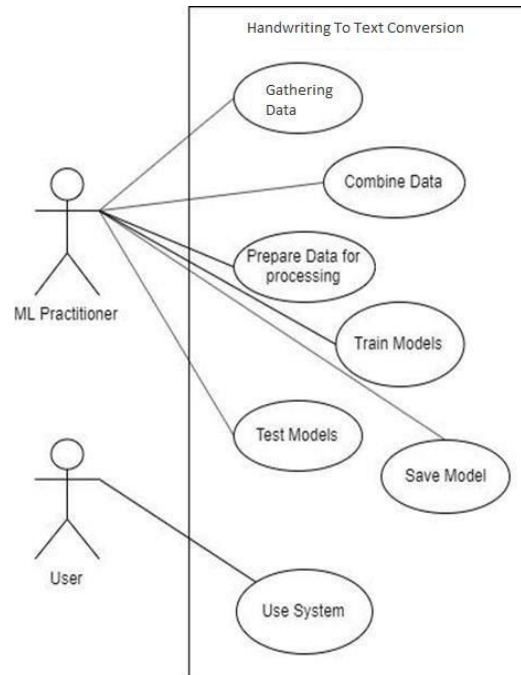 Handwriting To Text Conversion
Gathering
Data
Combine Data
Prepare Data for
processing
ML Practitioner
Train Models
Test Models
Save Model
User
Use System